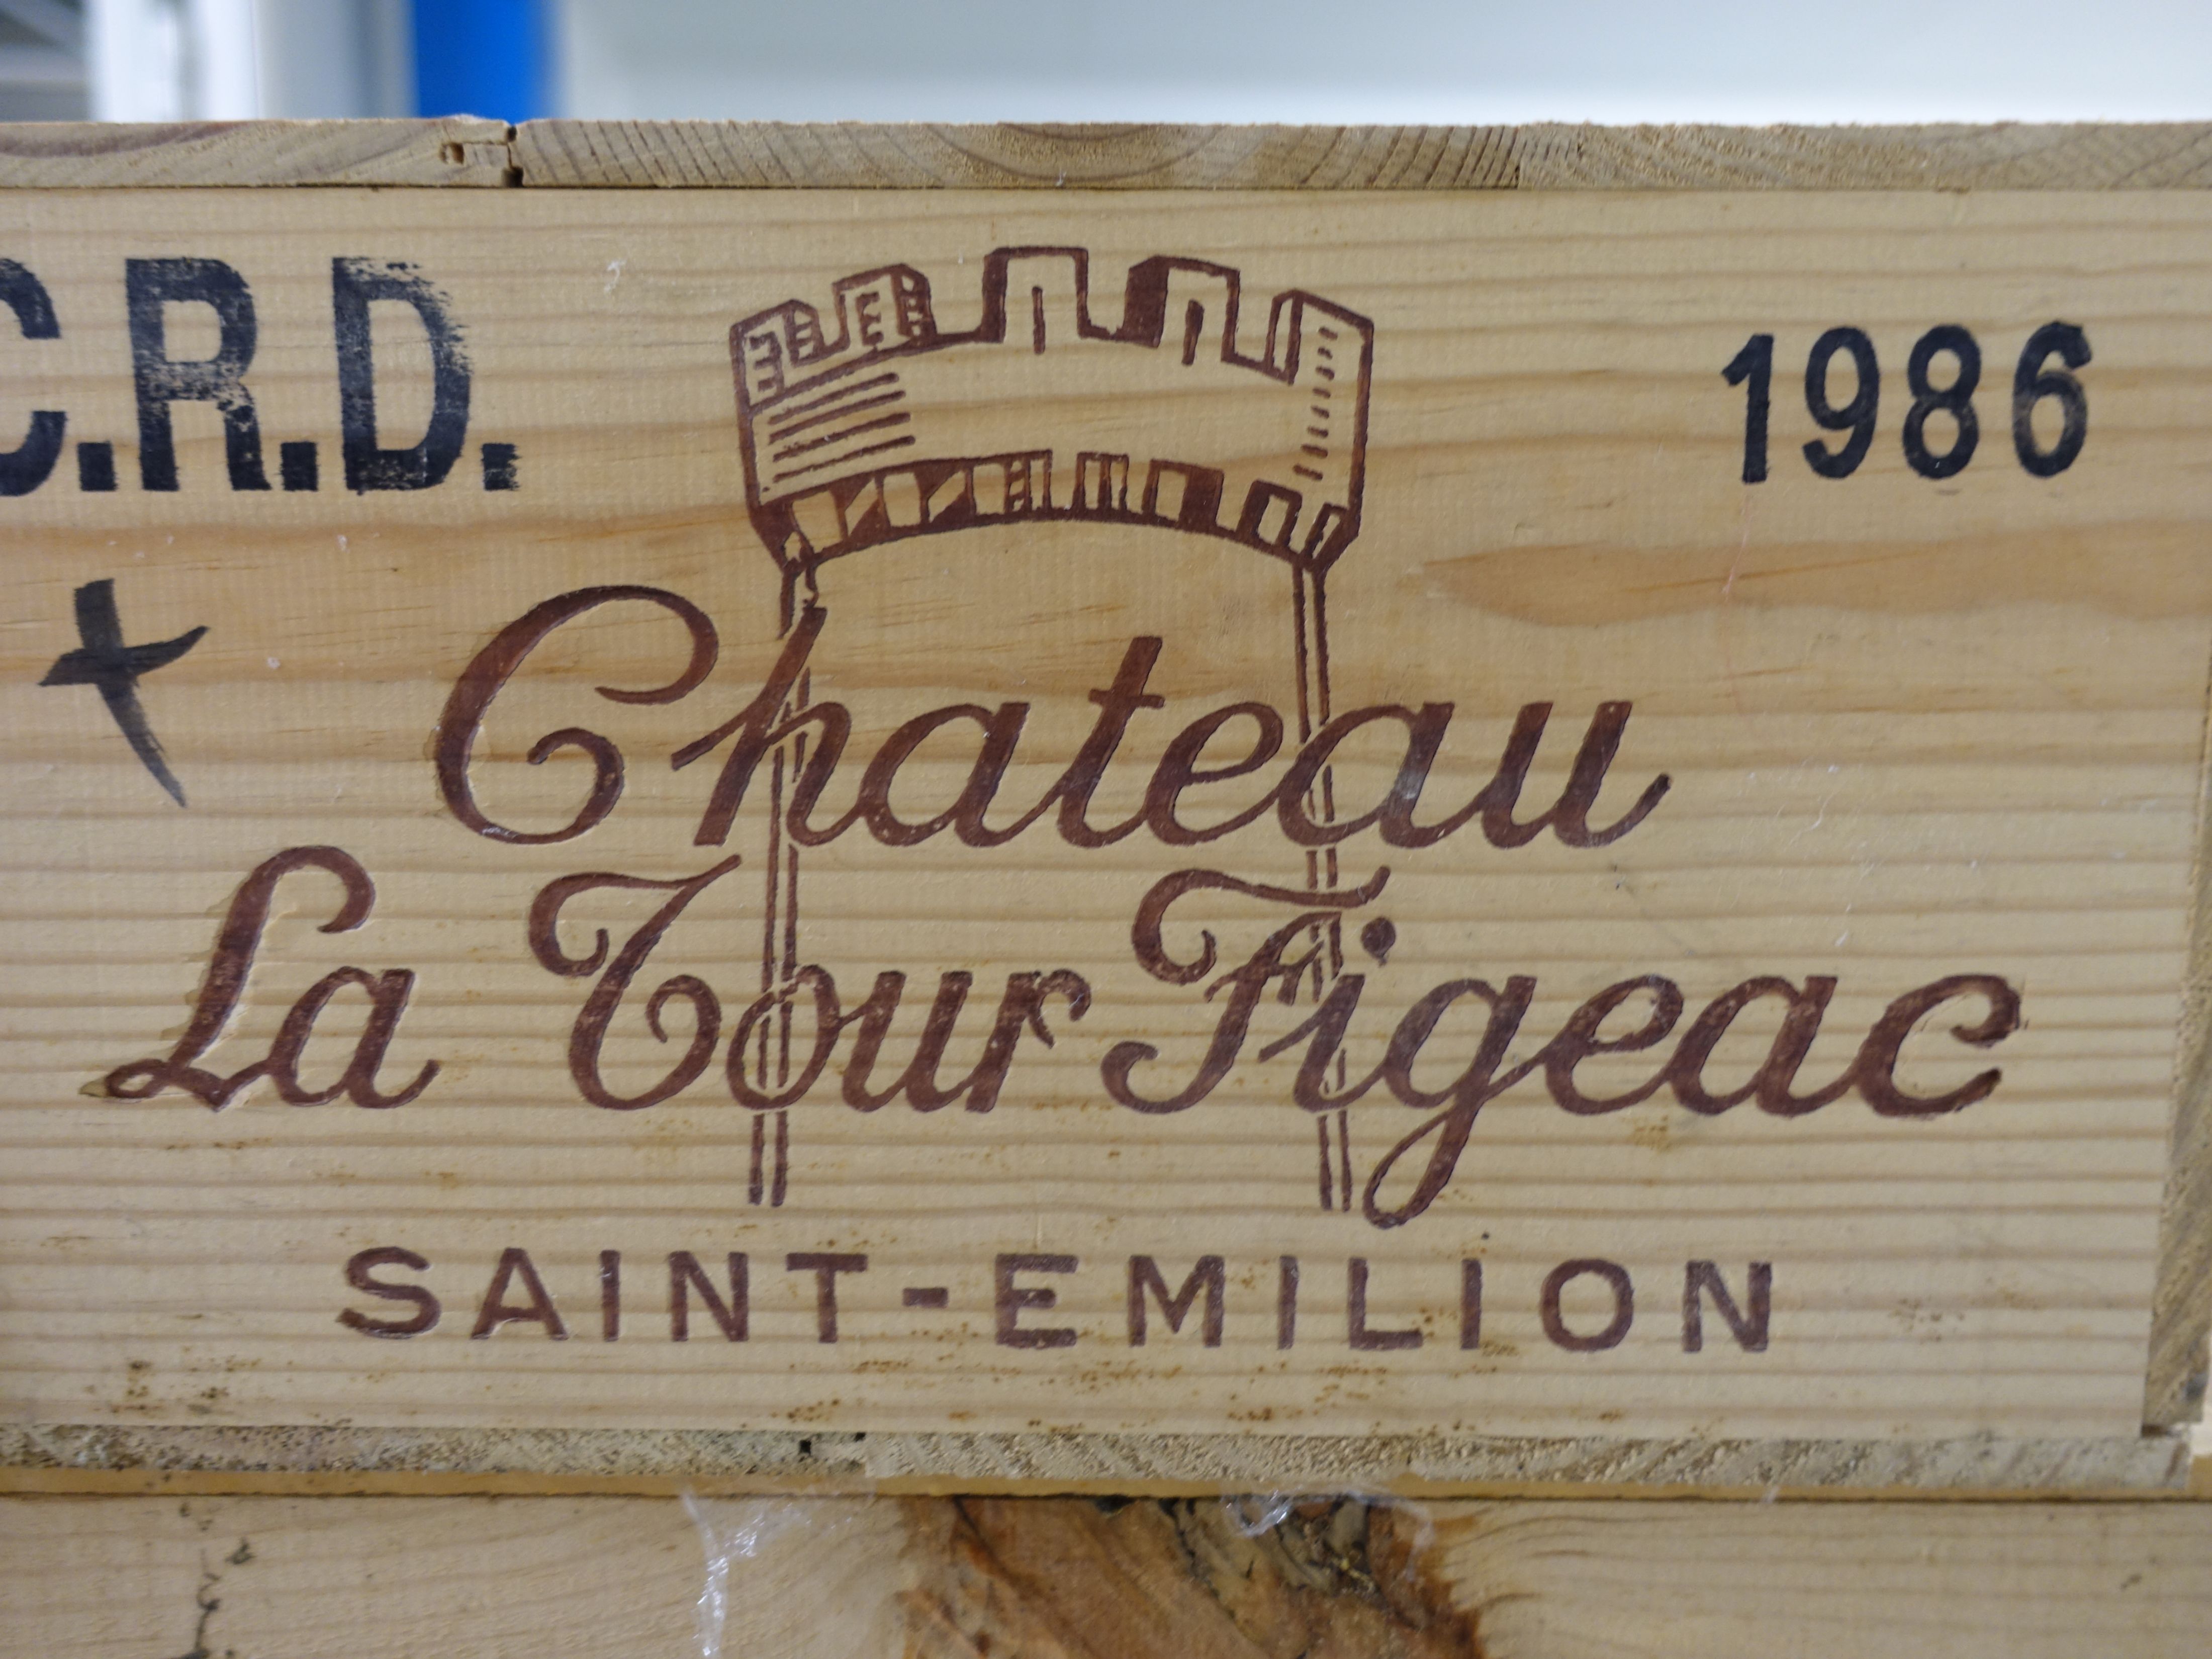 C.R.D.
1986
Chateau
La Tour Figeac
SAINT-EMILION